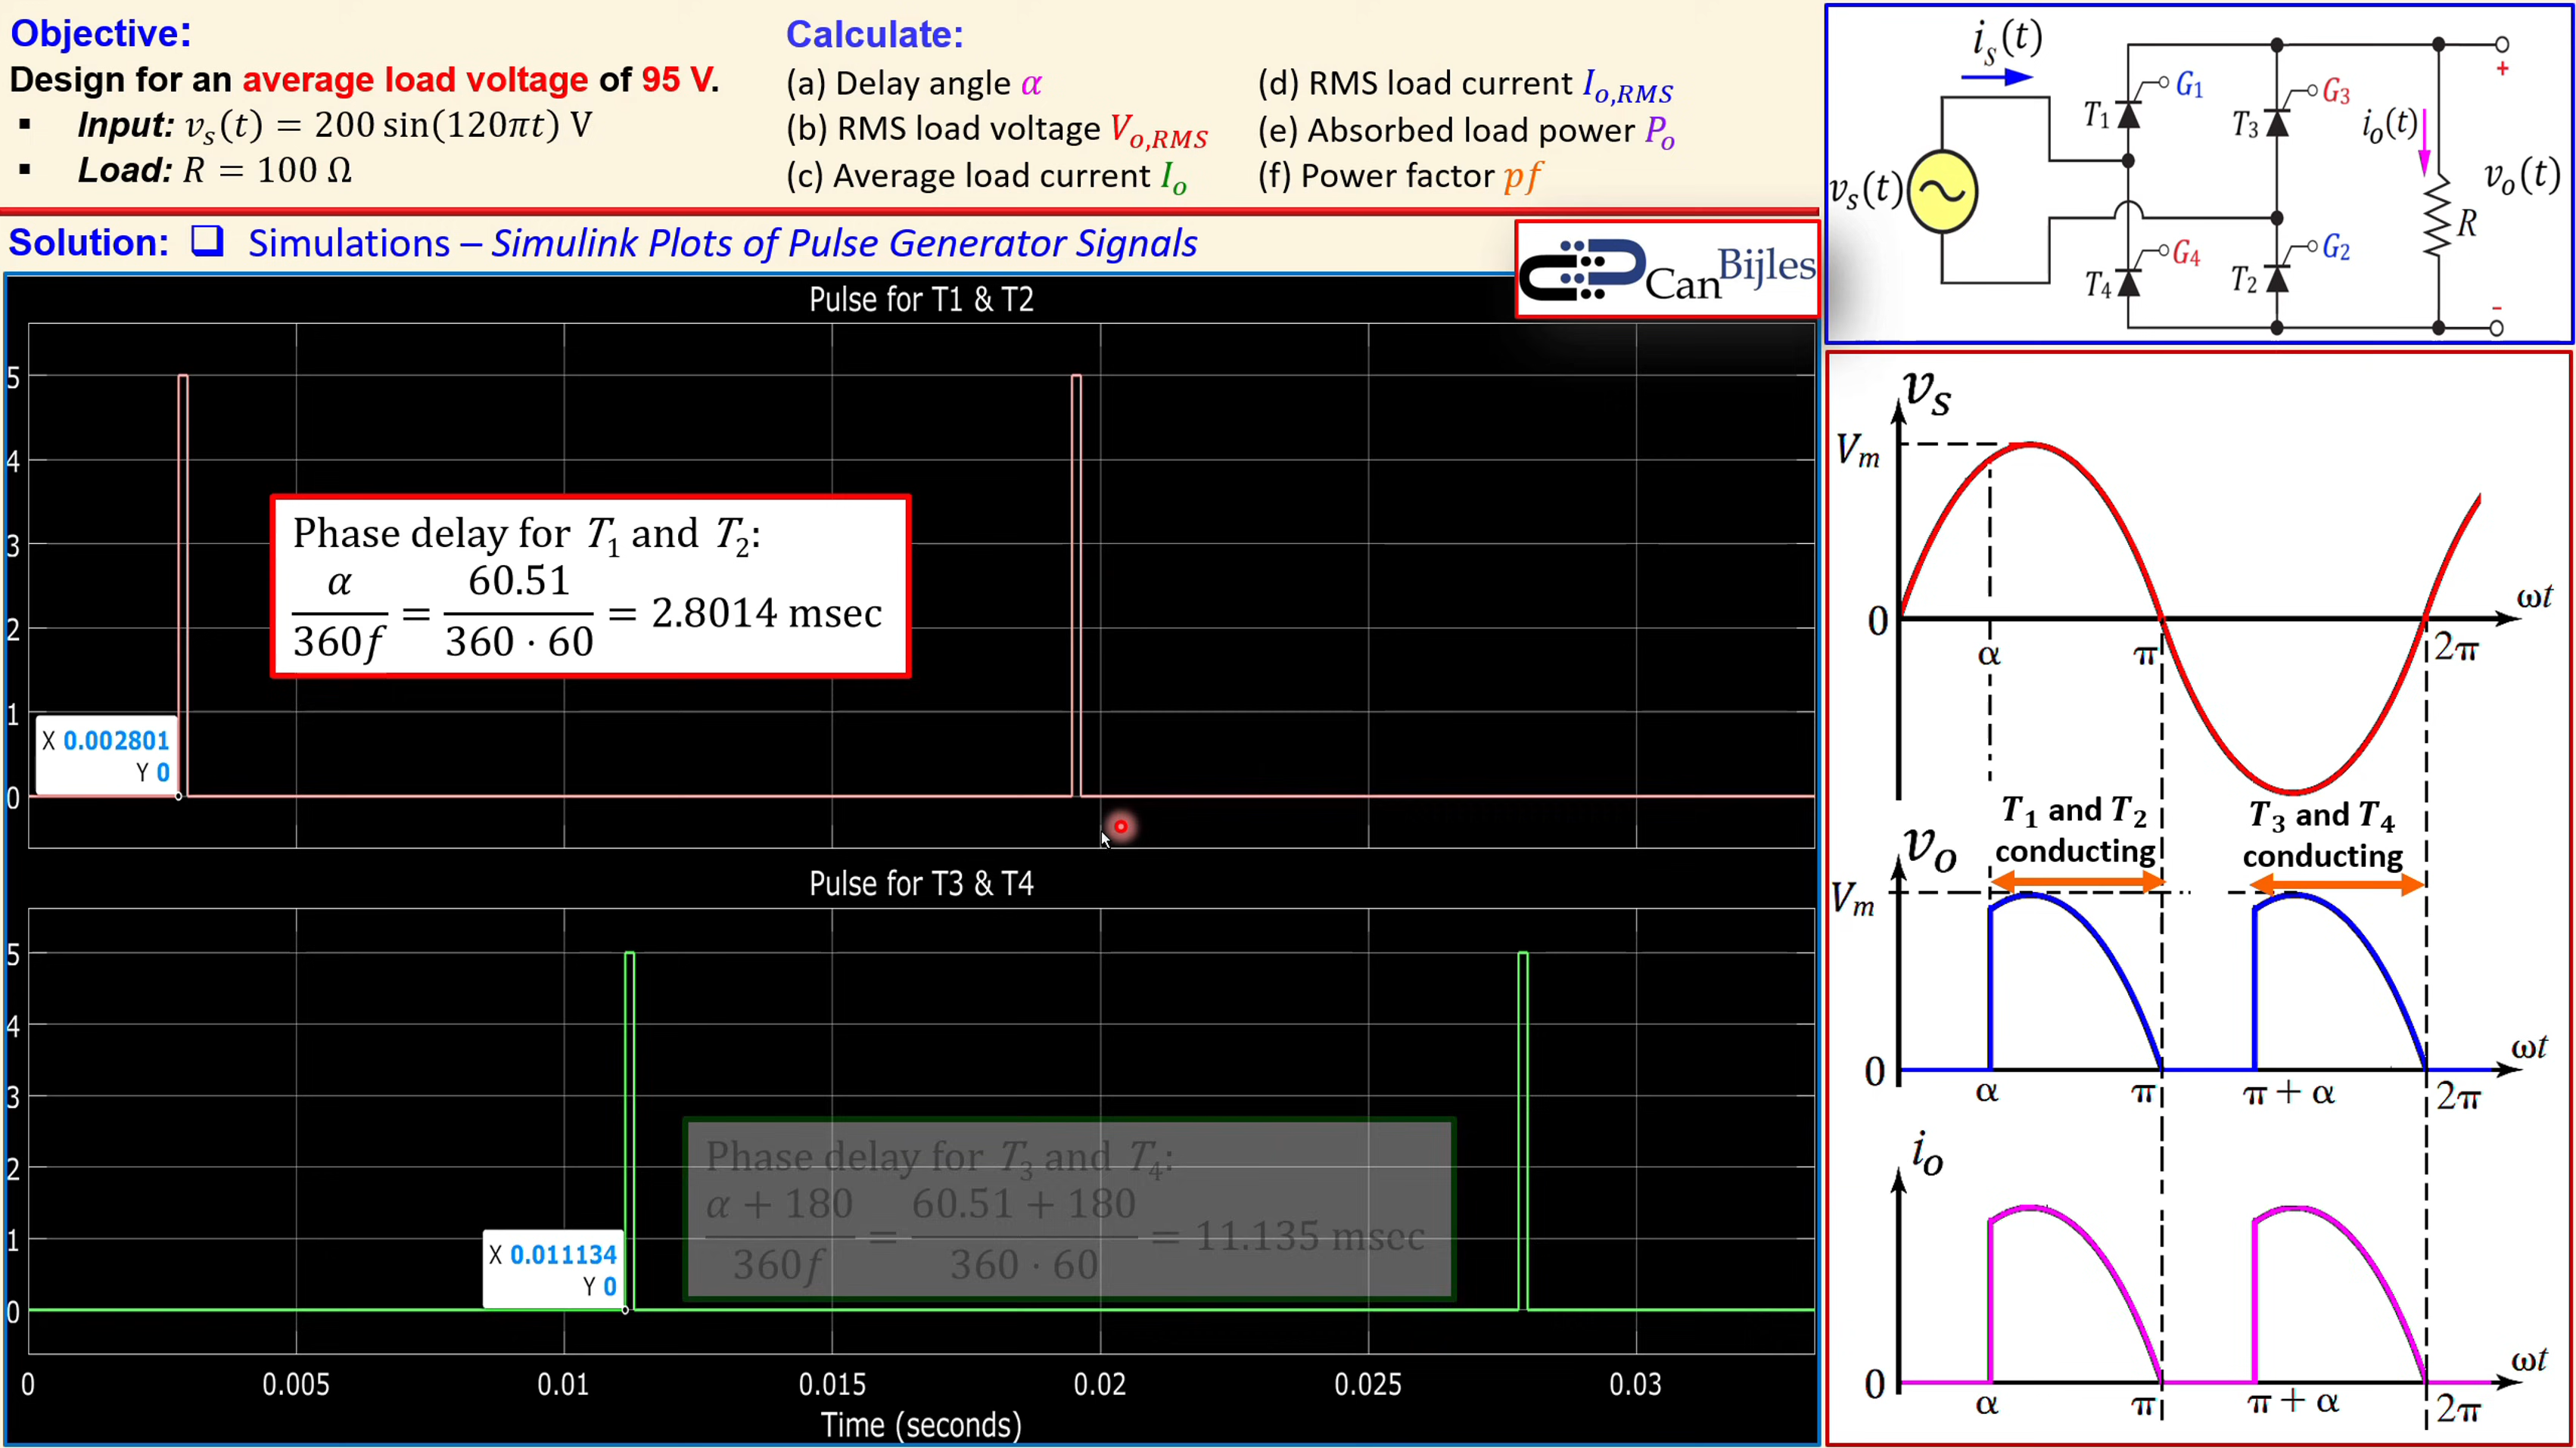 Objective:
Design for an average load voltage of 95 V.
▪ Input: vₛ(t) = 200 sin(120πt) V
▪ Load: R = 100 Ω
Calculate:
(a) Delay angle α
(b) RMS load voltage Vo,RMS
(c) Average load current Io
(d) RMS load current Io,RMS
(e) Absorbed load power Po
(f) Power factor pf
Solution: ❑ Simulations – Simulink Plots of Pulse Generator Signals
CanBijles
Pulse for T1 & T2
5
4
3
2
1
0
Phase delay for T₁ and T₂:
α/360f = 60.51/360 · 60 = 2.8014 msec
X 0.002801
Y 0
Pulse for T3 & T4
5
4
3
2
1
0
Phase delay for T₃ and T₄:
α + 180/360f = 60.51 + 180/360 · 60 = 11.135 msec
X 0.011134
Y 0
0 0.005 0.01 0.015 0.02 0.025 0.03
Time (seconds)
iₛ(t)
vₛ(t)
T₁ G₁
T₃ G₃
T₄ G₄
T₂ G₂
iₒ(t)
R
vₒ(t)
+
-
vₛ
Vₘ
0
α π 2π ωt
T₁ and T₂
conducting
T₃ and T₄
conducting
vₒ
Vₘ
0
α π π + α 2π ωt
iₒ
0
α π π + α 2π ωt